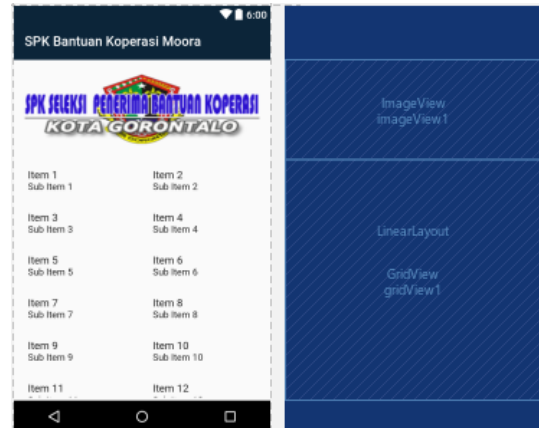 6:00
SPK Bantuan Koperasi Moora
SPK SELEKSI PENERIMA BANTUAN KOPERASI
KOTA GORONTALO
Item 1 Item 2
Sub Item 1 Sub Item 2
Item 3 Item 4
Sub Item 3 Sub Item 4
Item 5 Item 6
Sub Item 5 Sub Item 6
Item 7 Item 8
Sub Item 7 Sub Item 8
Item 9 Item 10
Sub Item 9 Sub Item 10
Item 11 Item 12
ImageView
imageView1
LinearLayout
GridView
gridView1